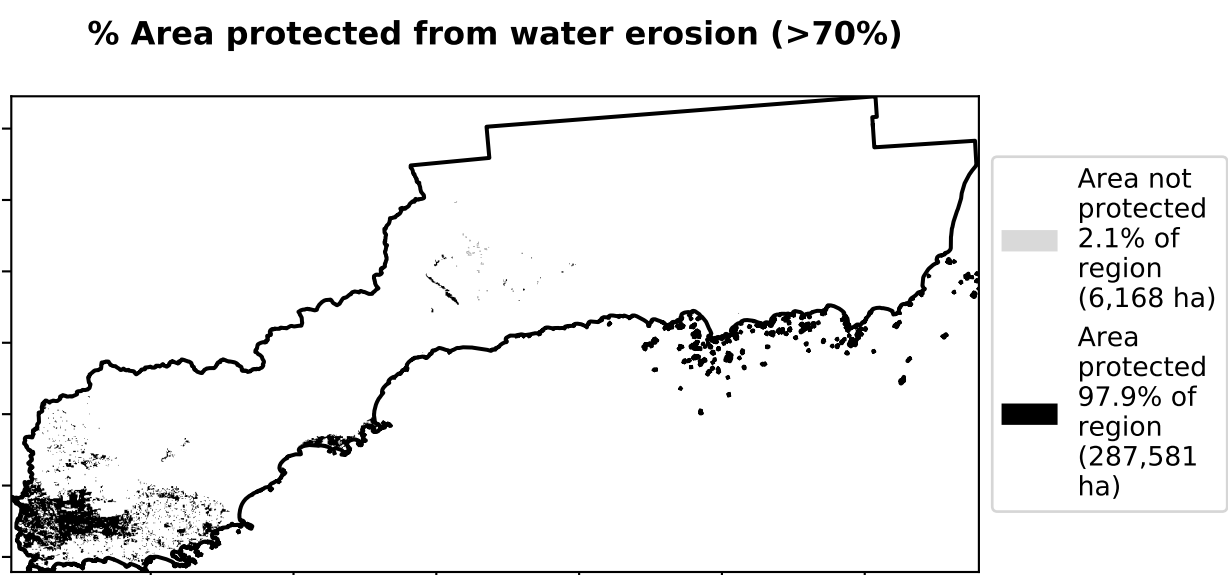 % Area protected from water erosion (>70%)
Area not
protected
2.1% of
region
(6,168 ha)
Area
protected
97.9% of
region
(287,581
ha)